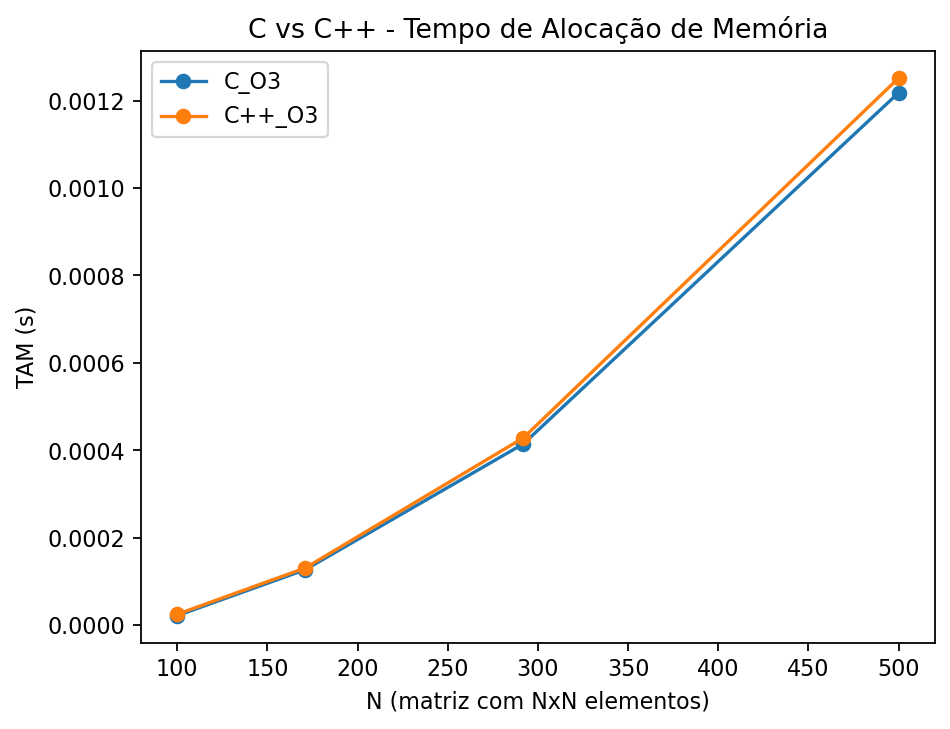 C vs C++ - Tempo de Alocação de Memória
C_O3
C++_O3
TAM (s)
0.0012
0.0010
0.0008
0.0006
0.0004
0.0002
0.0000
100 150 200 250 300 350 400 450 500
N (matriz com NxN elementos)